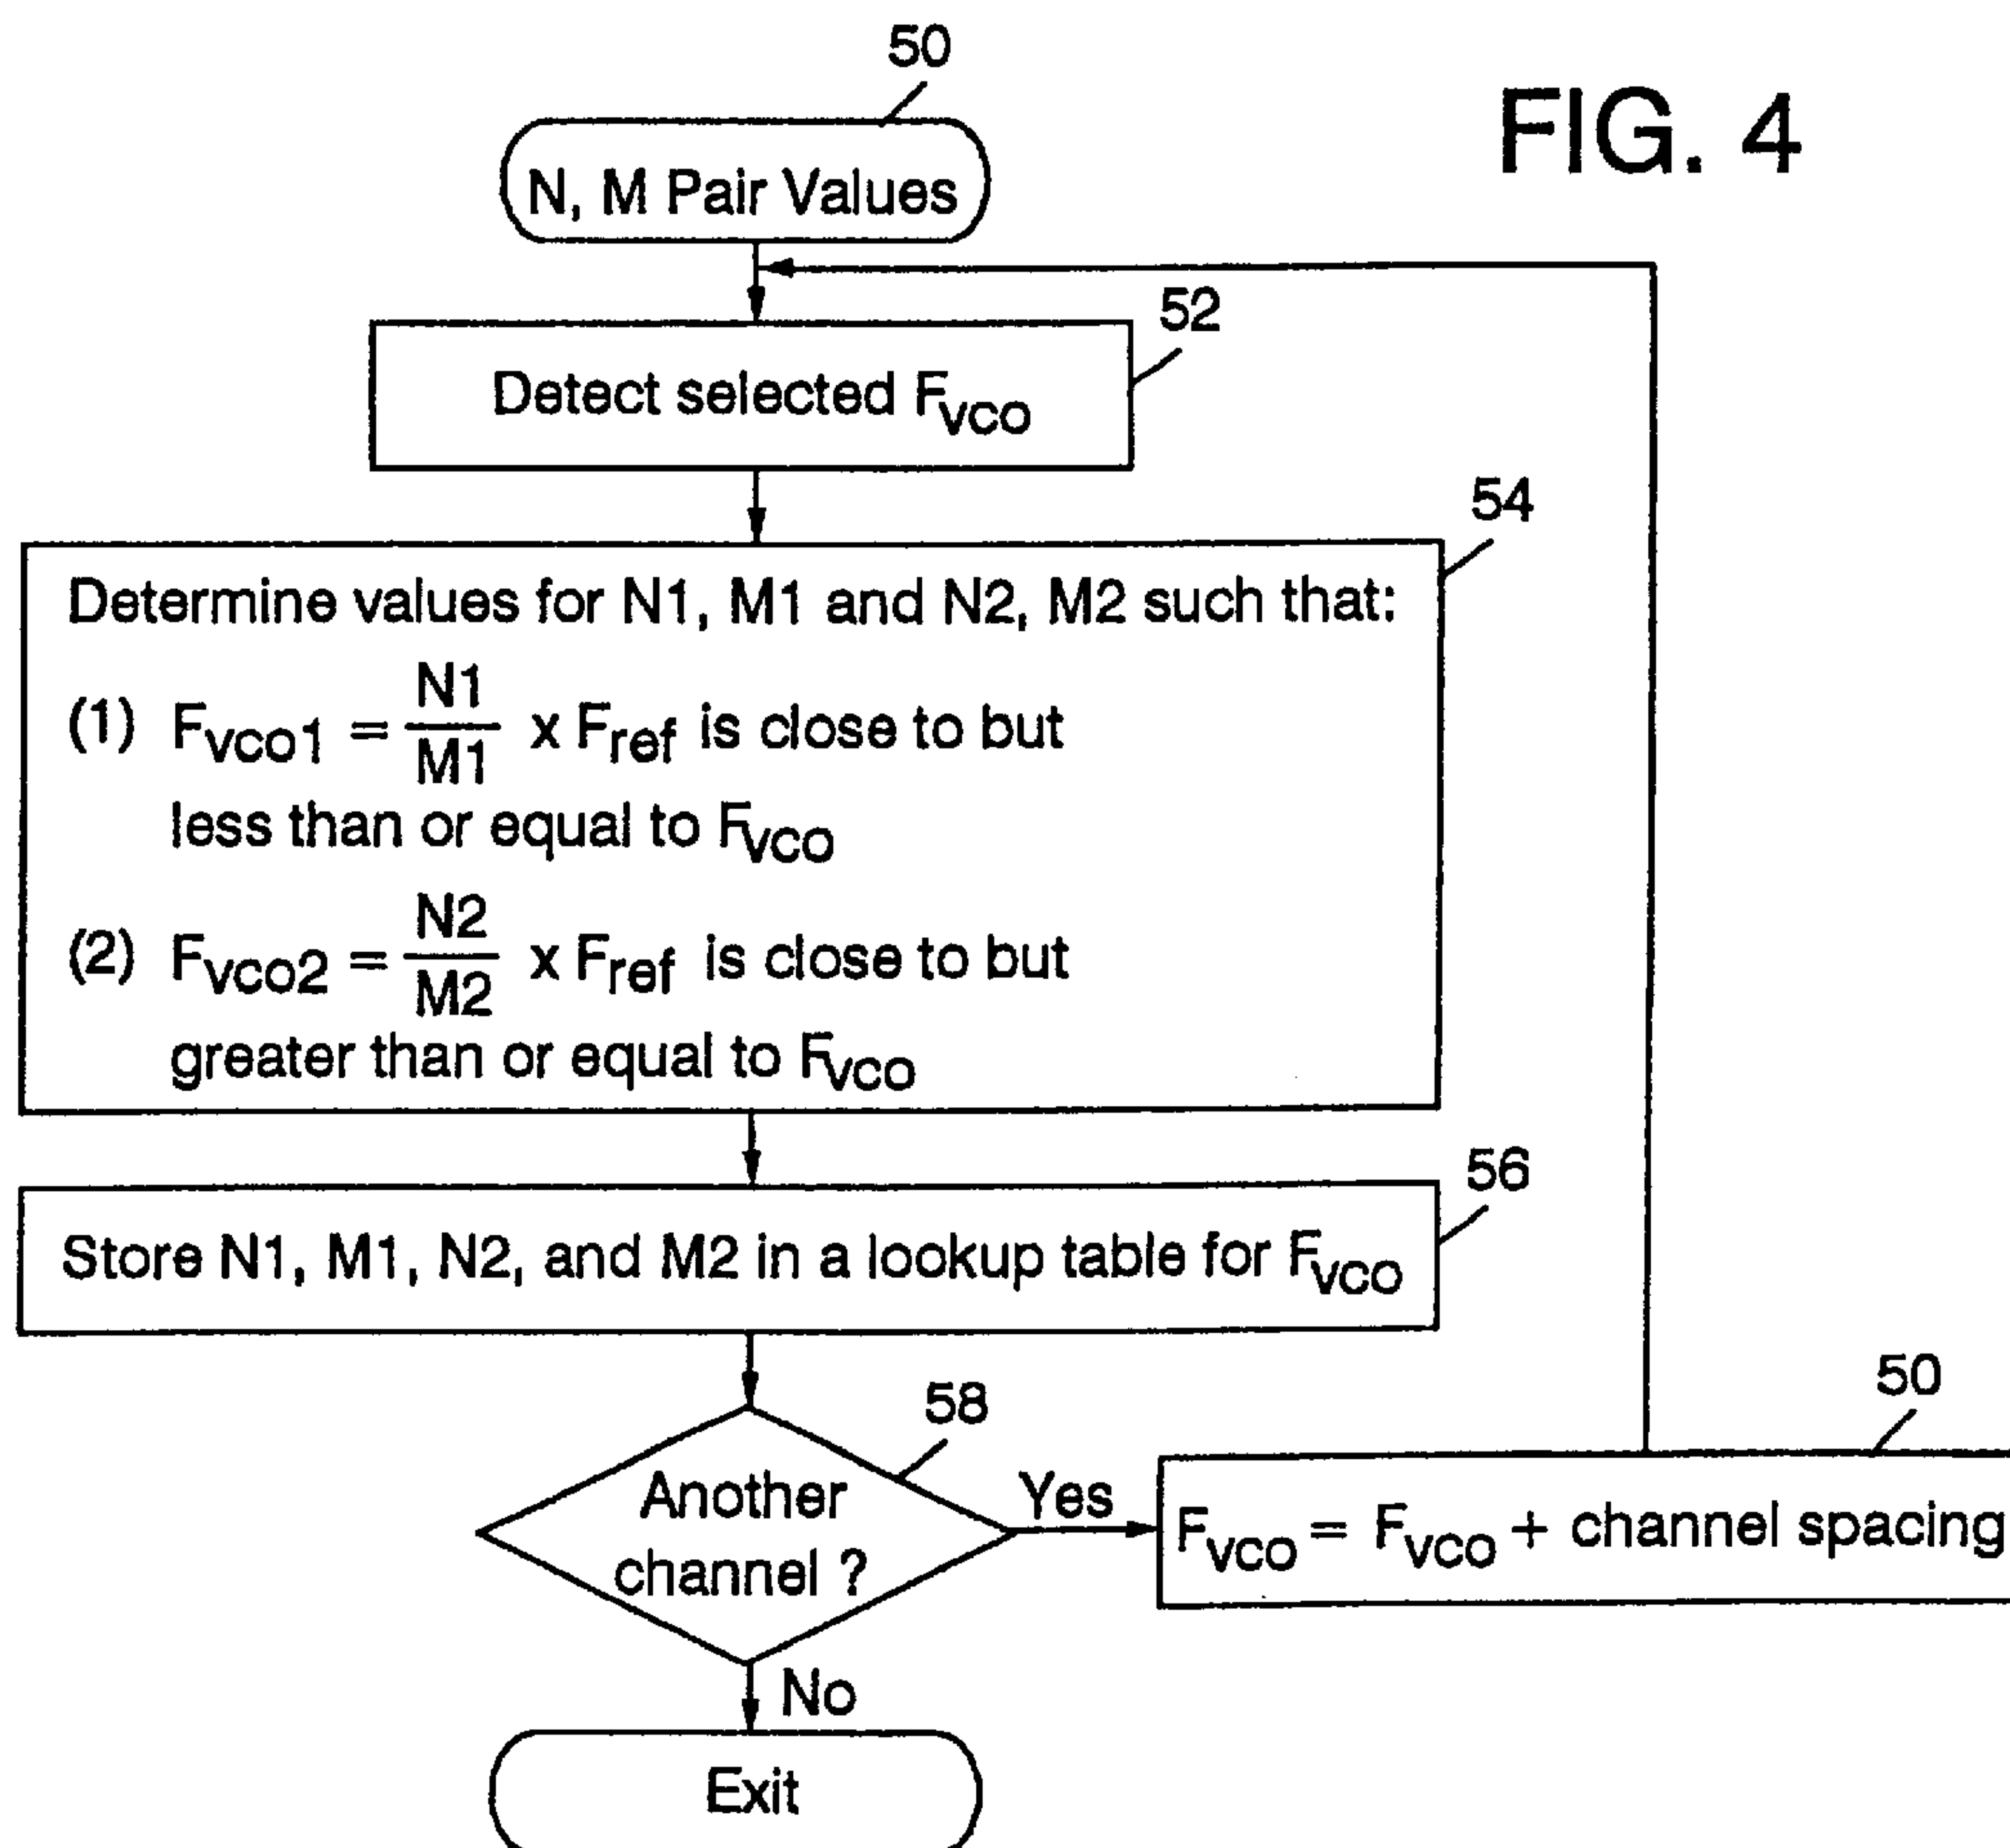 50
FIG. 4
N, M Pair Values
52
Detect selected Fvco
54
Determine values for N1, M1 and N2, M2 such that:
(1) Fvco1 = N1/M1 x Fref is close to but
less than or equal to Fvco
(2) Fvco2 = N2/M2 x Fref is close to but
greater than or equal to Fvco
56
Store N1, M1, N2, and M2 in a lookup table for Fvco
58
Another
channel ?
Yes
50
Fvco = Fvco + channel spacing
No
Exit